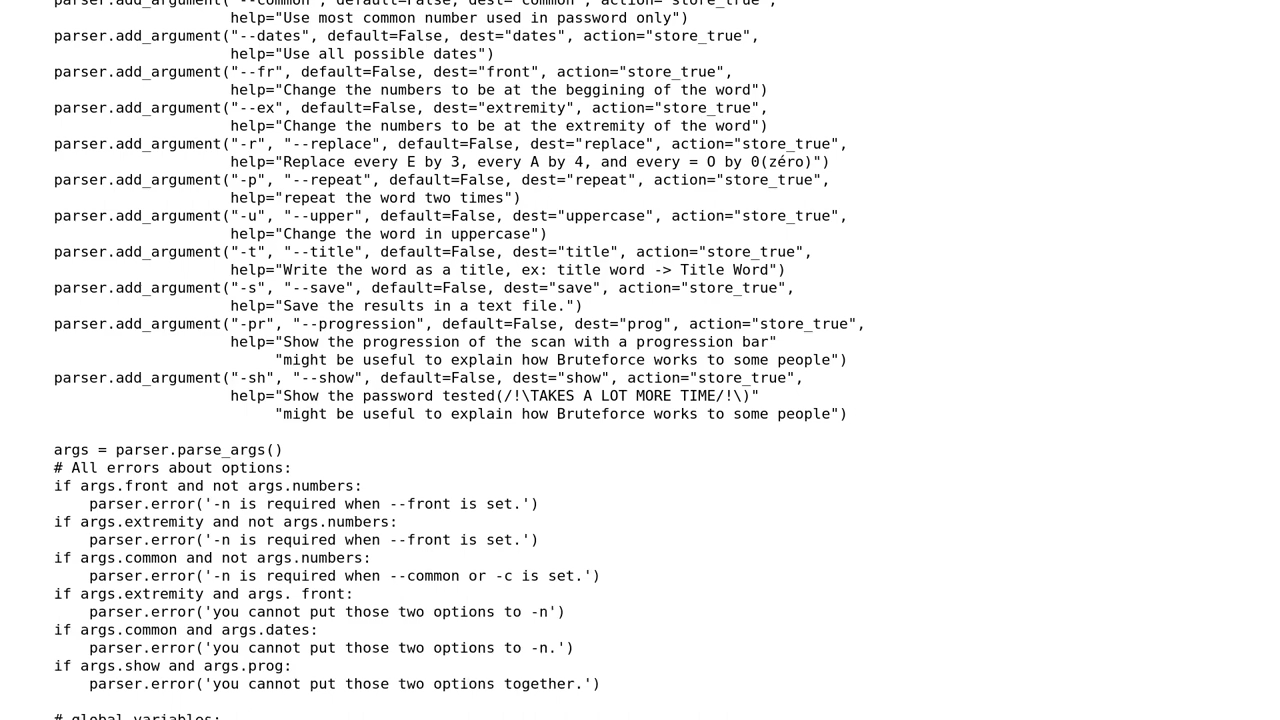 parser.add_argument("--common", default=False, dest="common", action="store_true",
help="Use most common number used in password only")
parser.add_argument("--dates", default=False, dest="dates", action="store_true",
help="Use all possible dates")
parser.add_argument("--fr", default=False, dest="front", action="store_true",
help="Change the numbers to be at the beggining of the word")
parser.add_argument("--ex", default=False, dest="extremity", action="store_true",
help="Change the numbers to be at the extremity of the word")
parser.add_argument("-r", "--replace", default=False, dest="replace", action="store_true",
help="Replace every E by 3, every A by 4, and every = O by 0(zéro)")
parser.add_argument("-p", "--repeat", default=False, dest="repeat", action="store_true",
help="repeat the word two times")
parser.add_argument("-u", "--upper", default=False, dest="uppercase", action="store_true",
help="Change the word in uppercase")
parser.add_argument("-t", "--title", default=False, dest="title", action="store_true",
help="Write the word as a title, ex: title word -> Title Word")
parser.add_argument("-s", "--save", default=False, dest="save", action="store_true",
help="Save the results in a text file.")
parser.add_argument("-pr", "--progression", default=False, dest="prog", action="store_true",
help="Show the progression of the scan with a progression bar"
"might be useful to explain how Bruteforce works to some people")
parser.add_argument("-sh", "--show", default=False, dest="show", action="store_true",
help="Show the password tested(/!\TAKES A LOT MORE TIME/!\)"
"might be useful to explain how Bruteforce works to some people")
args = parser.parse_args()
# All errors about options:
if args.front and not args.numbers:
parser.error('-n is required when --front is set.')
if args.extremity and not args.numbers:
parser.error('-n is required when --front is set.')
if args.common and not args.numbers:
parser.error('-n is required when --common or -c is set.')
if args.extremity and args. front:
parser.error('you cannot put those two options to -n')
if args.common and args.dates:
parser.error('you cannot put those two options to -n.')
if args.show and args.prog:
parser.error('you cannot put those two options together.')
# global variables: